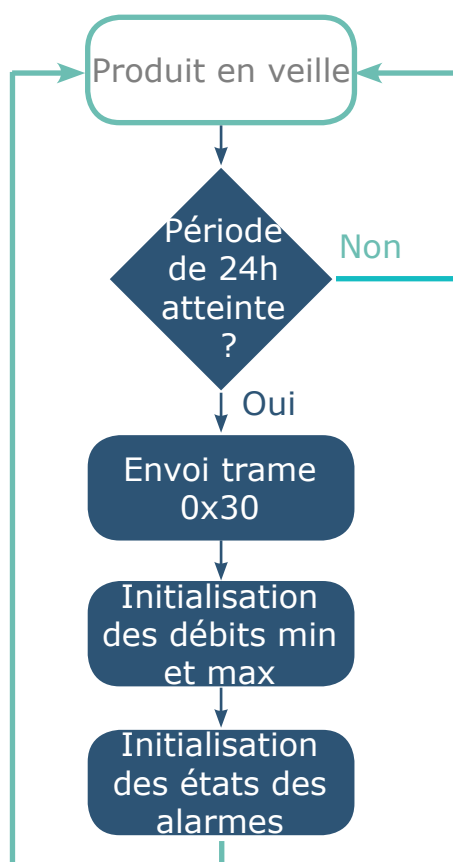 Produit en veille
Période
de 24h
atteinte
?
Non
Oui
Envoi trame
0x30
Initialisation
des débits min
et max
Initialisation
des états des
alarmes